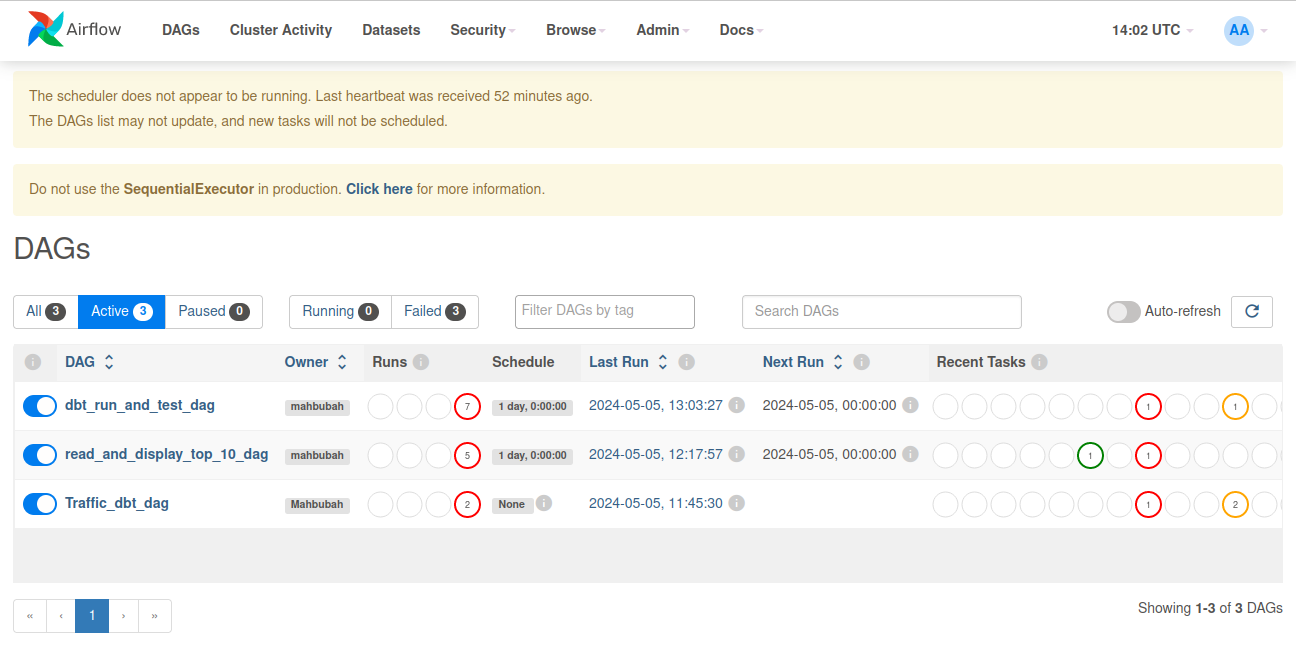 Airflow DAGs Cluster Activity Datasets Security Browse Admin Docs 14:02 UTC AA
The scheduler does not appear to be running. Last heartbeat was received 52 minutes ago.
The DAGs list may not update, and new tasks will not be scheduled.
Do not use the SequentialExecutor in production. Click here for more information.
DAGs
All 3 Active 3 Paused 0 Running 0 Failed 3 Filter DAGs by tag Search DAGs Auto-refresh
i DAG Owner Runs i Schedule Last Run i Next Run i Recent Tasks i
dbt_run_and_test_dag mahbubah 7 1 day, 0:00:00 2024-05-05, 13:03:27 i 2024-05-05, 00:00:00 i 1 1
read_and_display_top_10_dag mahbubah 5 1 day, 0:00:00 2024-05-05, 12:17:57 i 2024-05-05, 00:00:00 i 1 1
Traffic_dbt_dag Mahbubah 2 None i 2024-05-05, 11:45:30 i 1 2
« ‹ 1 › » Showing 1-3 of 3 DAGs